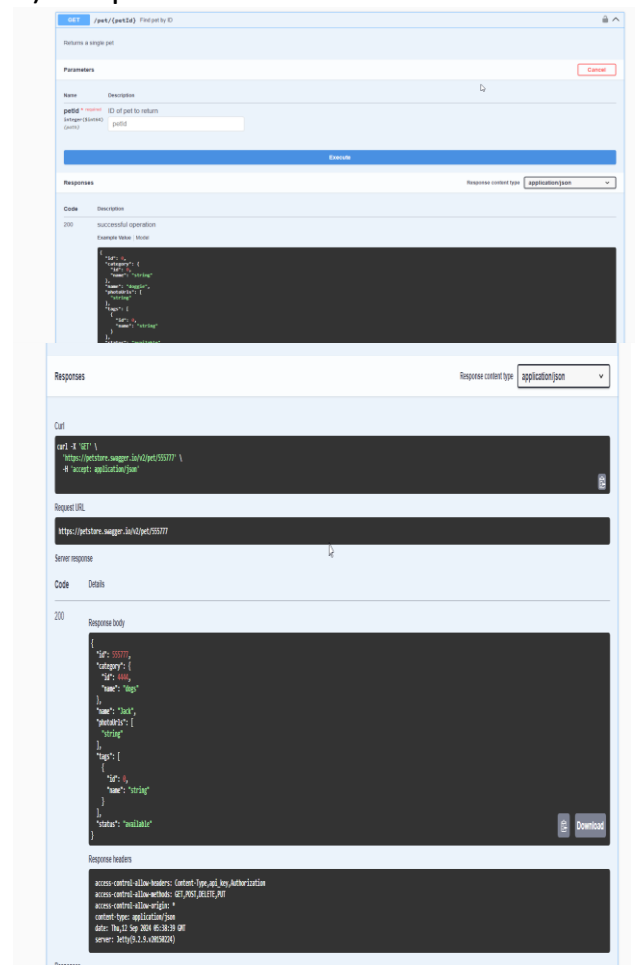 GET /pet/{petId} Find pet by ID
Returns a single pet
Parameters Cancel
Name Description
petId * required ID of pet to return
integer($int64)
(path) petId
Execute
Responses Response content type application/json
Code Description
200 successful operation
Example Value | Model
{
"id": 0,
"category": {
"id": 0,
"name": "string"
},
"name": "doggie",
"photoUrls": [
"string"
],
"tags": [
{
"id": 0,
"name": "string"
}
],
"status": "available"
Responses Response content type application/json
Curl
curl -X 'GET' \
'https://petstore.swagger.io/v2/pet/555777' \
-H 'accept: application/json'
Request URL
https://petstore.swagger.io/v2/pet/555777
Server response
Code Details
200
Response body
{
"id": 555777,
"category": {
"id": 4444,
"name": "dogs"
},
"name": "Jack",
"photoUrls": [
"string"
],
"tags": [
{
"id": 0,
"name": "string"
}
],
"status": "available"
}
Download
Response headers
access-control-allow-headers: Content-Type,api_key,Authorization
access-control-allow-methods: GET,POST,DELETE,PUT
access-control-allow-origin: *
content-type: application/json
date: Thu,12 Sep 2024 05:38:39 GMT
server: Jetty(9.2.9.v20150224)